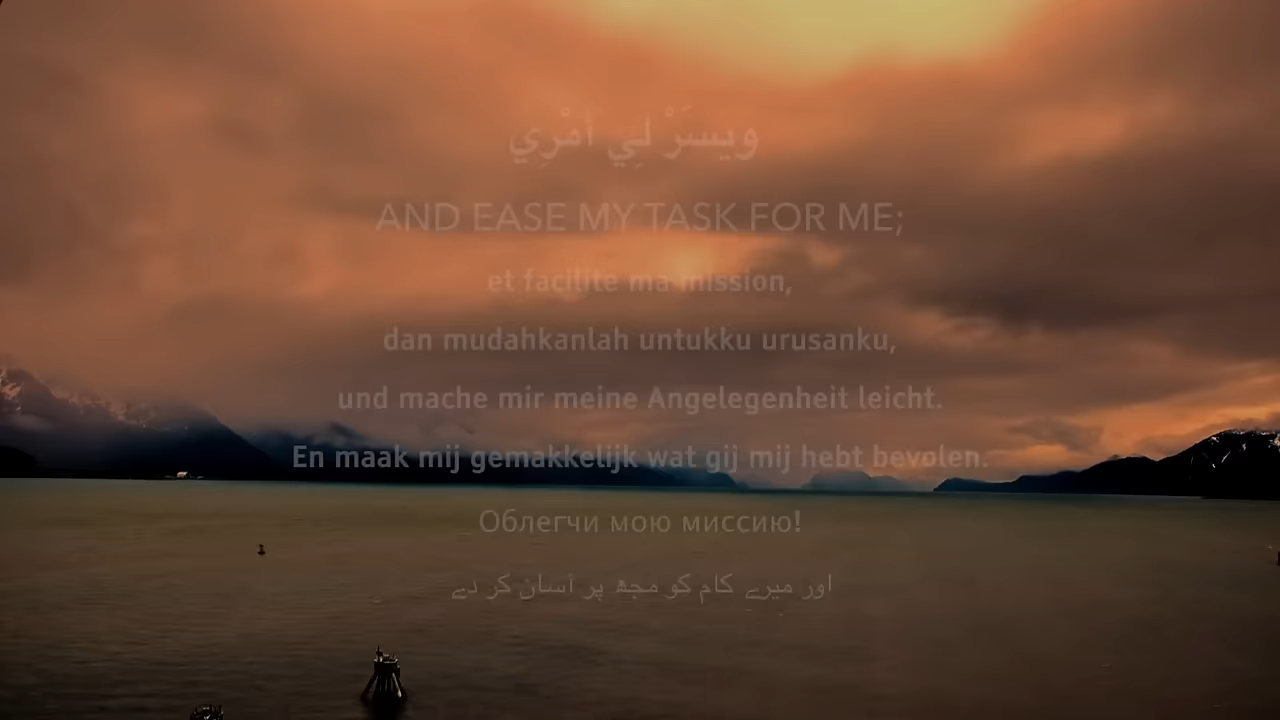 وَيَسِّرْ لِي أَمْرِي
AND EASE MY TASK FOR ME;
et facilite ma mission,
dan mudahkanlah untukku urusanku,
und mache mir meine Angelegenheit leicht.
En maak mij gemakkelijk wat gij mij hebt bevolen.
Облегчи мою миссию!
اور میرے کام کو مجھ پر آسان کر دے